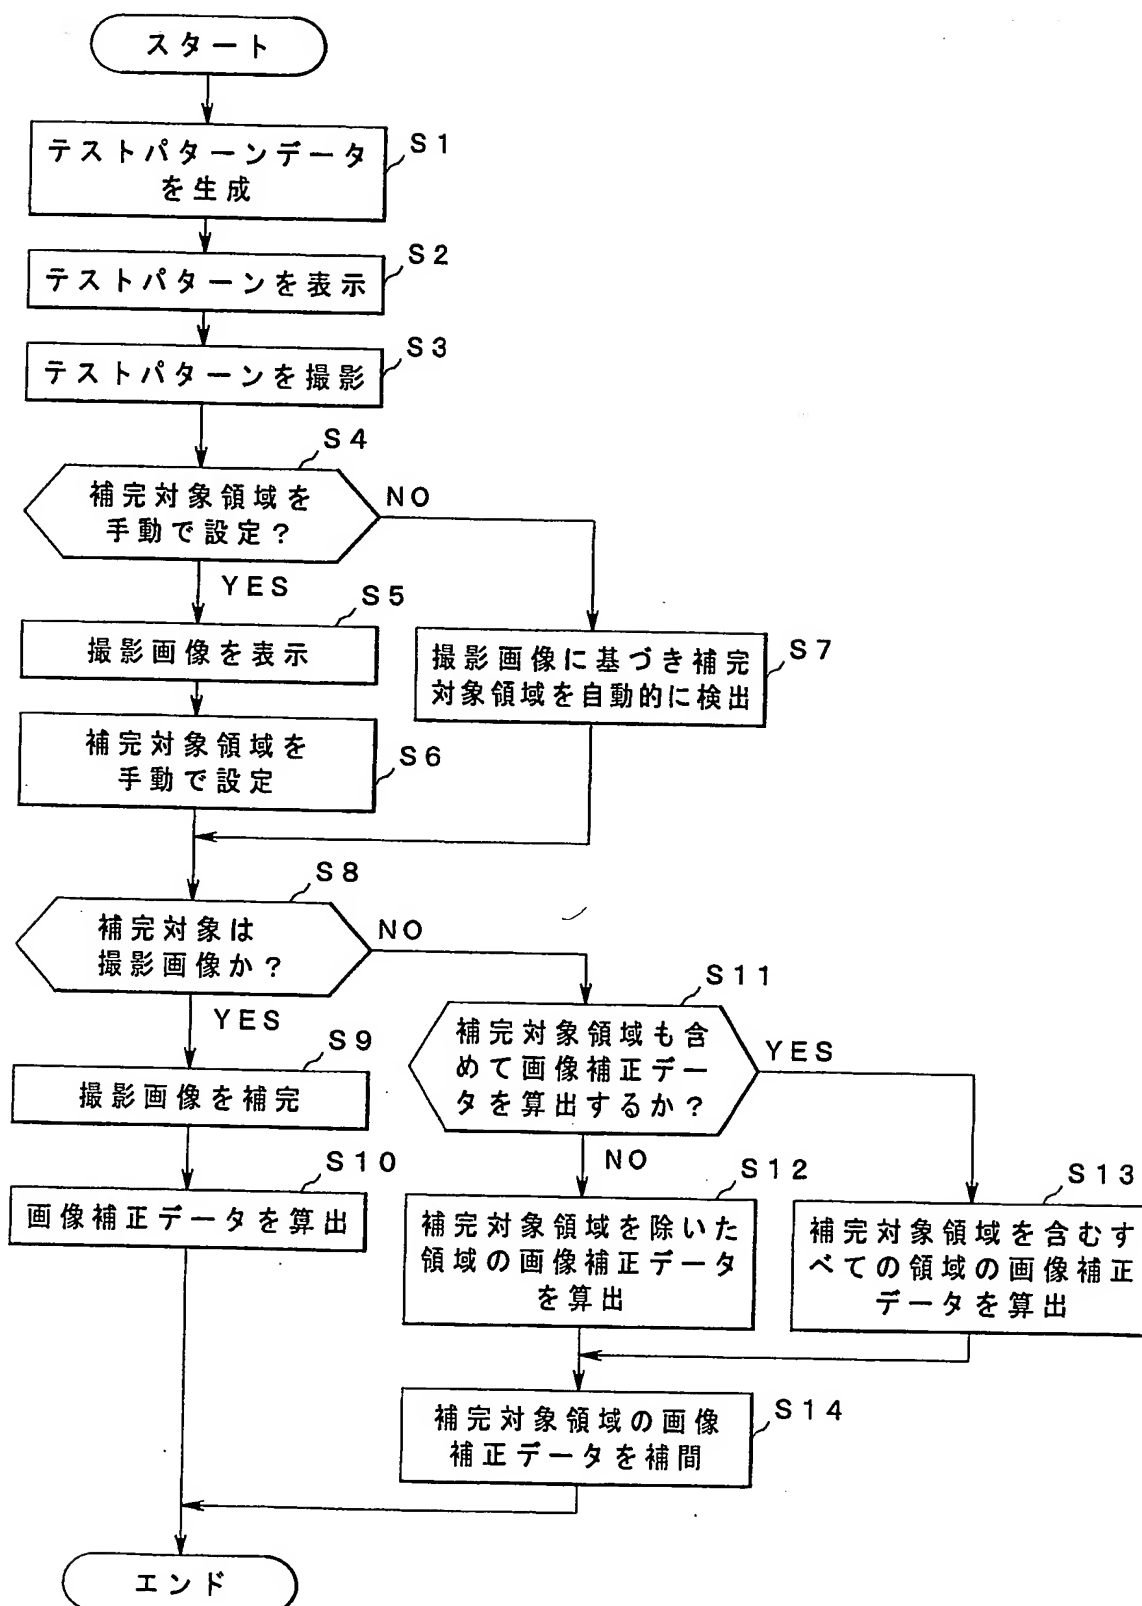 スタート
テストパターンデータ
を生成
S1
テストパターンを表示
S2
テストパターンを撮影
S3
S4
補完対象領域を
手動で設定?
NO
YES
S5
撮影画像を表示
撮影画像に基づき補完
対象領域を自動的に検出
S7
補完対象領域を
手動で設定
S6
S8
補完対象は
撮影画像か?
NO
YES
S11
補完対象領域も含
めて画像補正デー
タを算出するか?
YES
NO
S9
撮影画像を補完
S10
画像補正データを算出
S12
補完対象領域を除いた
領域の画像補正データ
を算出
S13
補完対象領域を含むす
べての領域の画像補正
データを算出
補完対象領域の画像
補正データを補間
S14
エンド